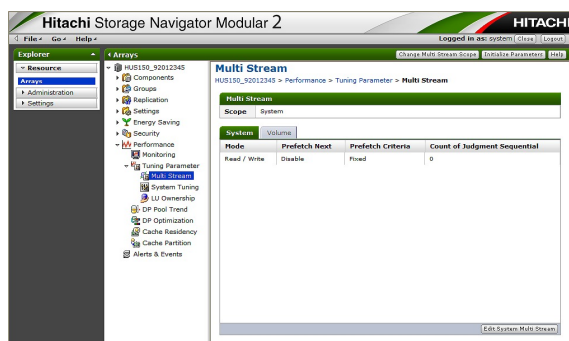 Hitachi Storage Navigator Modular 2
HITACHI
File Go Help
Logged in as: system Close Logout
Explorer
Resource
Arrays
Administration
Settings
Arrays
HUS150_92012345
Components
Groups
Replication
Settings
Energy Saving
Security
Performance
Monitoring
Tuning Parameter
Multi Stream
System Tuning
LU Ownership
DP Pool Trend
DP Optimization
Cache Residency
Cache Partition
Alerts & Events
Change Multi Stream Scope Initialize Parameters Help
Multi Stream
HUS150_92012345 > Performance > Tuning Parameter > Multi Stream
Multi Stream
Scope System
System Volume
Mode Prefetch Next Prefetch Criteria Count of Judgment Sequential
Read / Write Disable Fixed 0
Edit System Multi Stream